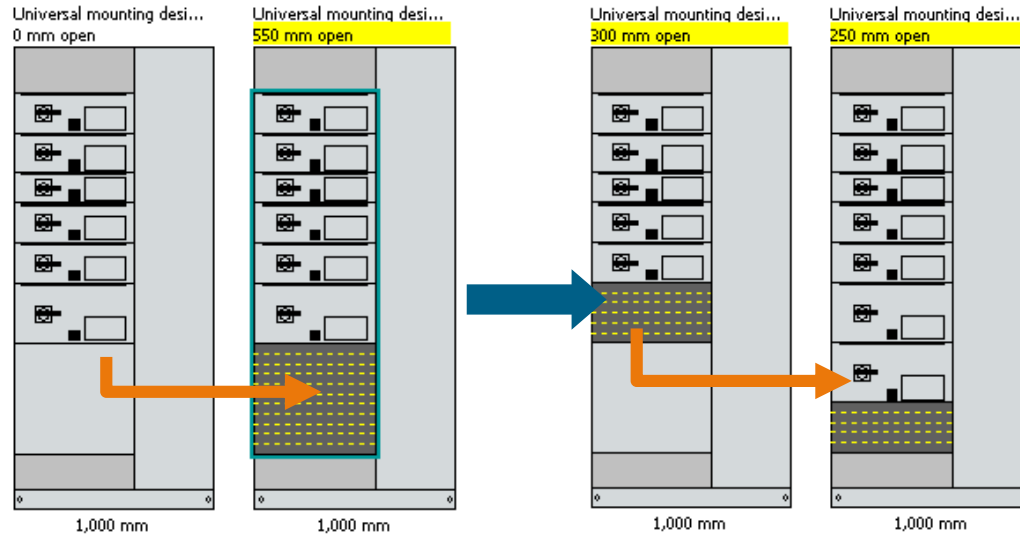 Universal mounting desi...
0 mm open
Universal mounting desi...
550 mm open
Universal mounting desi...
300 mm open
Universal mounting desi...
250 mm open
1,000 mm
1,000 mm
1,000 mm
1,000 mm